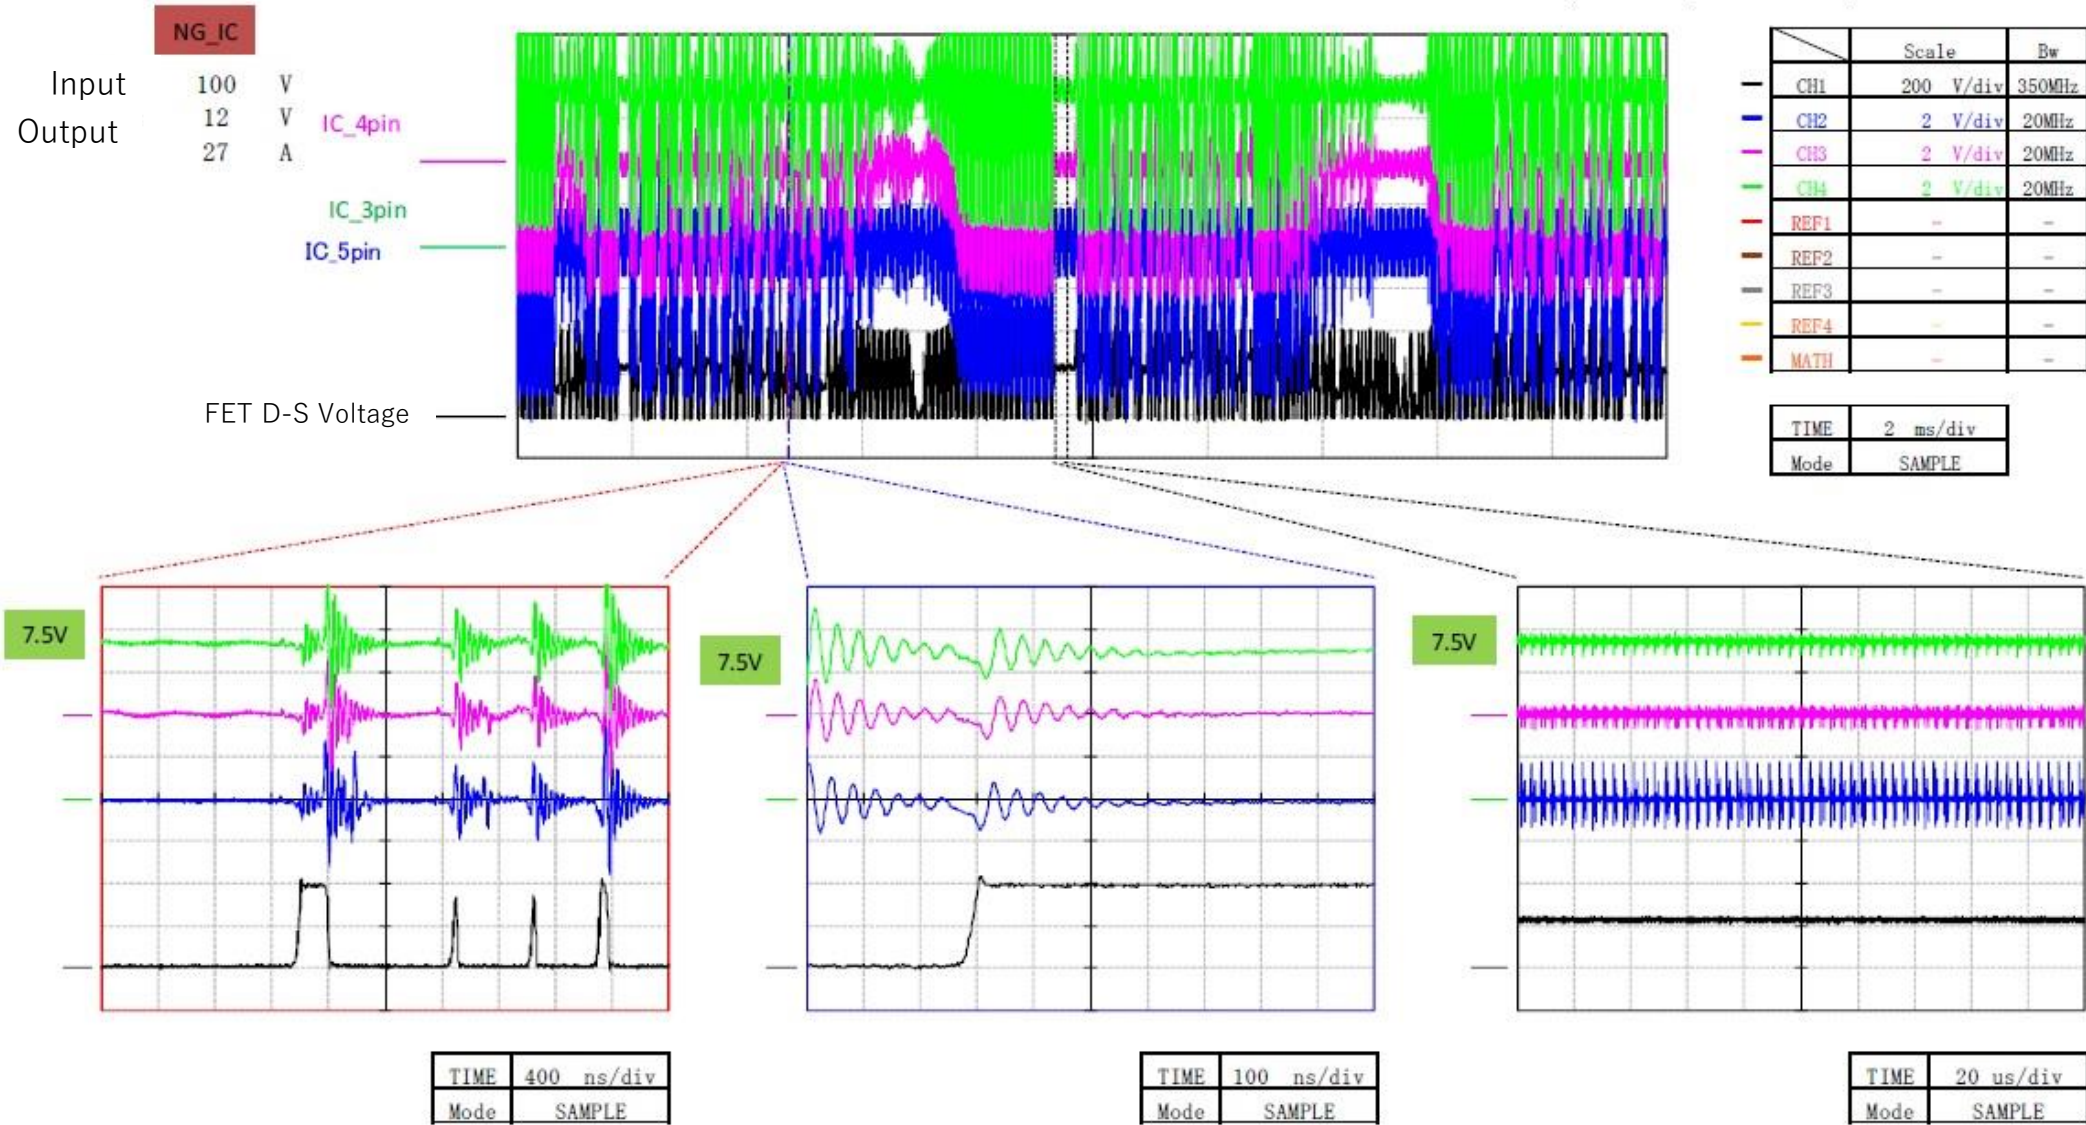 NG_IC
Input 100 V
Output 12 V
27 A
IC_4pin
IC_3pin
IC_5pin
FET D-S Voltage
Scale Bw
CH1 200 V/div 350MHz
CH2 2 V/div 20MHz
CH3 2 V/div 20MHz
CH4 2 V/div 20MHz
REF1 - -
REF2 - -
REF3 - -
REF4 - -
MATH - -
TIME 2 ms/div
Mode SAMPLE
7.5V
7.5V
7.5V
TIME 400 ns/div
Mode SAMPLE
TIME 100 ns/div
Mode SAMPLE
TIME 20 us/div
Mode SAMPLE